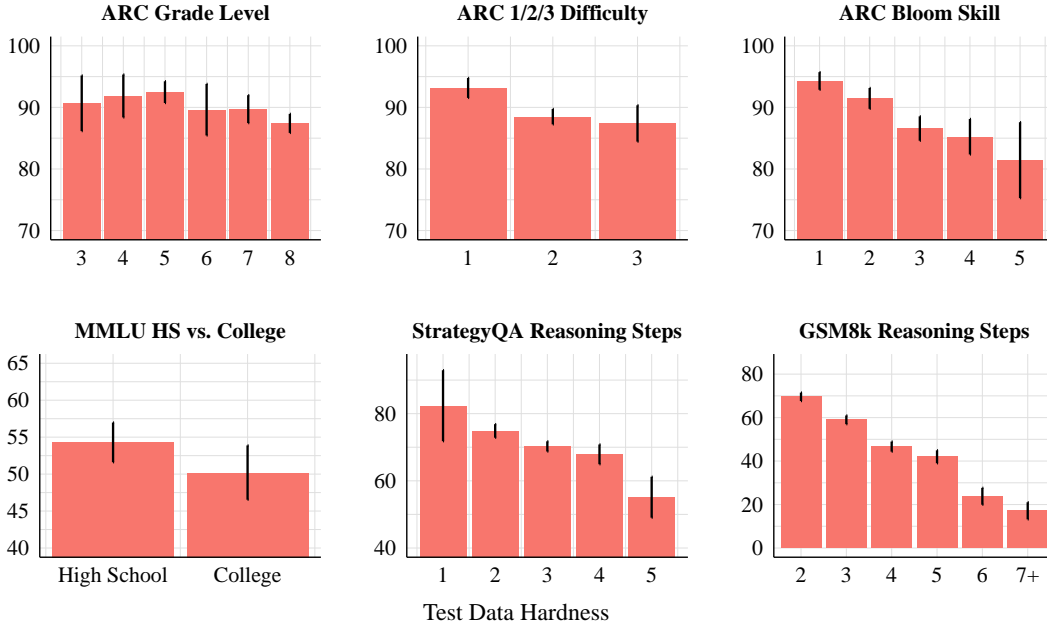 ARC Grade Level
100
90
80
70
3 4 5 6 7 8
ARC 1/2/3 Difficulty
100
90
80
70
1 2 3
ARC Bloom Skill
100
90
80
70
1 2 3 4 5
MMLU HS vs. College
65
60
55
50
45
40
High School College
StrategyQA Reasoning Steps
80
60
40
1 2 3 4 5
GSM8k Reasoning Steps
80
60
40
20
0
2 3 4 5 6 7+
Test Data Hardness